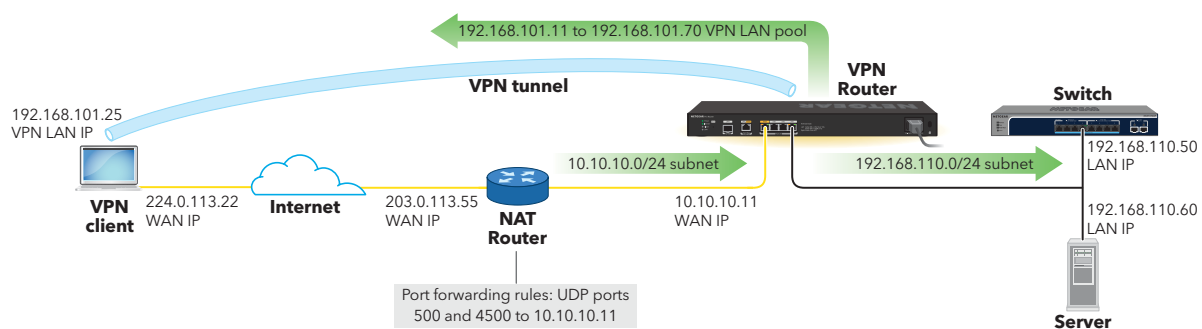 192.168.101.11 to 192.168.101.70 VPN LAN pool
VPN tunnel
VPN
Router
Switch
192.168.101.25
VPN LAN IP
NETGEAR
10.10.10.0/24 subnet
192.168.110.0/24 subnet
192.168.110.50
LAN IP
VPN
client
224.0.113.22
WAN IP
Internet
203.0.113.55
WAN IP
NAT
Router
10.10.10.11
WAN IP
192.168.110.60
LAN IP
Port forwarding rules: UDP ports
500 and 4500 to 10.10.10.11
Server